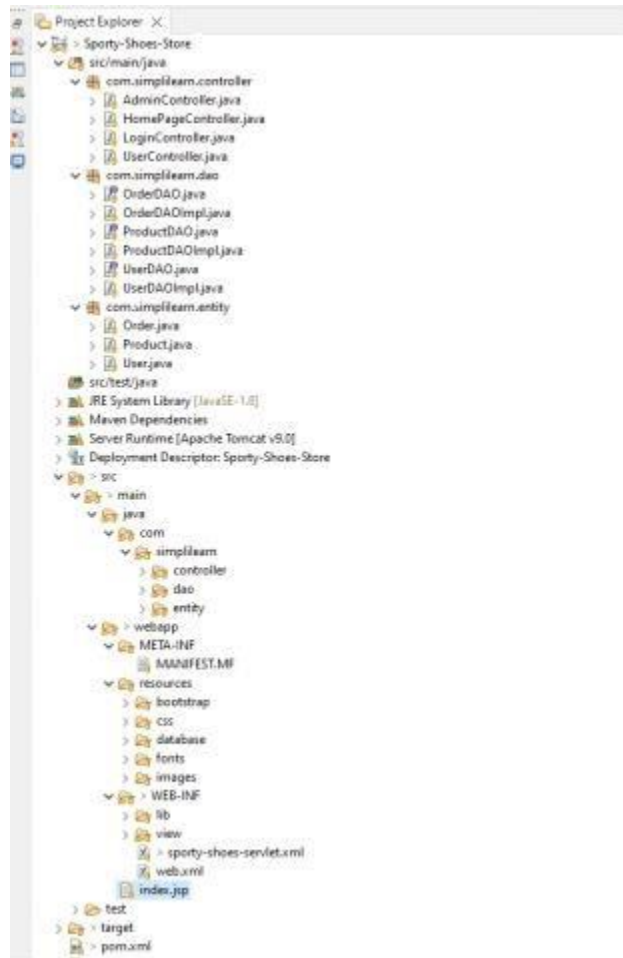 Project Explorer
> Sporty-Shoes-Store
src/main/java
com.simplilearn.controller
AdminController.java
HomePageController.java
LoginController.java
UserController.java
com.simplilearn.dao
OrderDAO.java
OrderDAOImpl.java
ProductDAO.java
ProductDAOImpl.java
UserDAO.java
UserDAOImpl.java
com.simplilearn.entity
Order.java
Product.java
User.java
src/test/java
JRE System Library [JavaSE-1.8]
Maven Dependencies
Server Runtime [Apache Tomcat v9.0]
Deployment Descriptor: Sporty-Shoes-Store
> src
> main
java
com
simplilearn
controller
dao
entity
> webapp
META-INF
MANIFEST.MF
resources
bootstrap
css
database
fonts
images
> WEB-INF
lib
view
> sporty-shoes-servlet.xml
web.xml
index.jsp
test
> target
> pom.xml